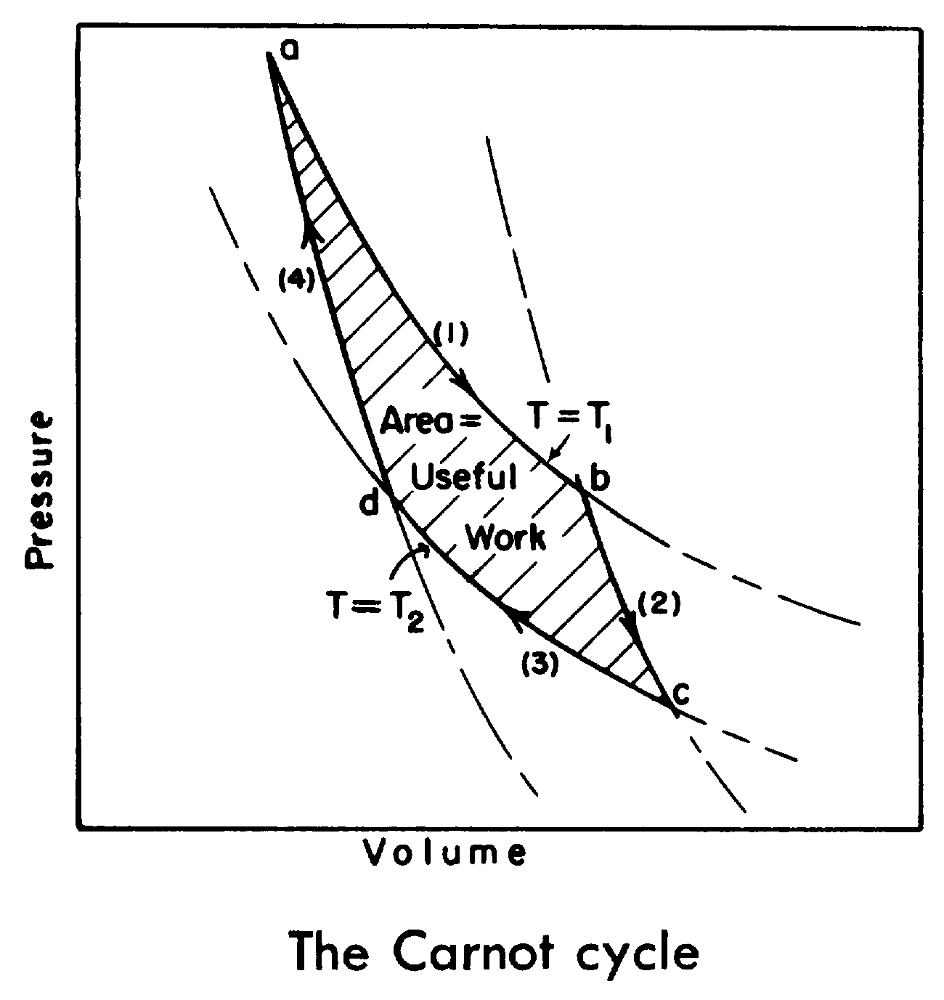 a
(4)
(1)
Area =
T = T1
Useful
b
d
Work
T = T2
(2)
(3)
c
Pressure
Volume
The Carnot cycle